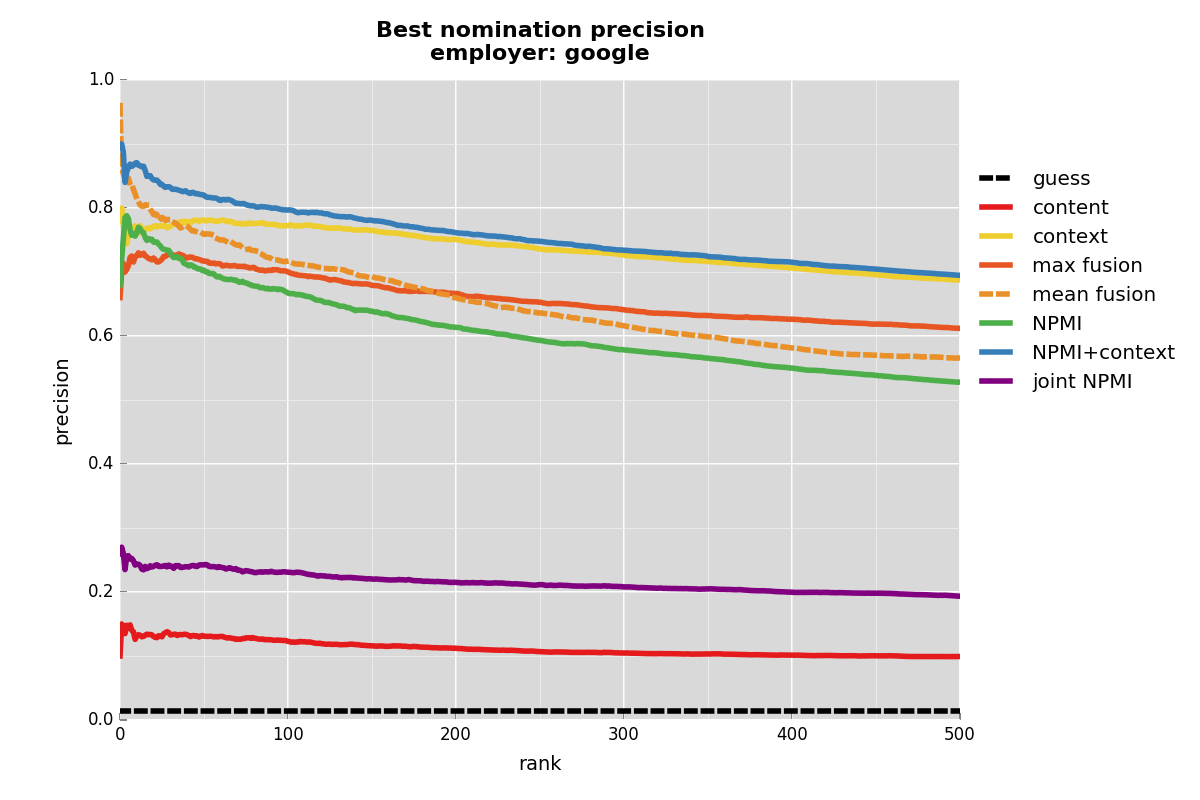 Best nomination precision
employer: google
precision
1.0
0.8
0.6
0.4
0.2
0.0
0 100 200 300 400 500
rank
guess
content
context
max fusion
mean fusion
NPMI
NPMI+context
joint NPMI